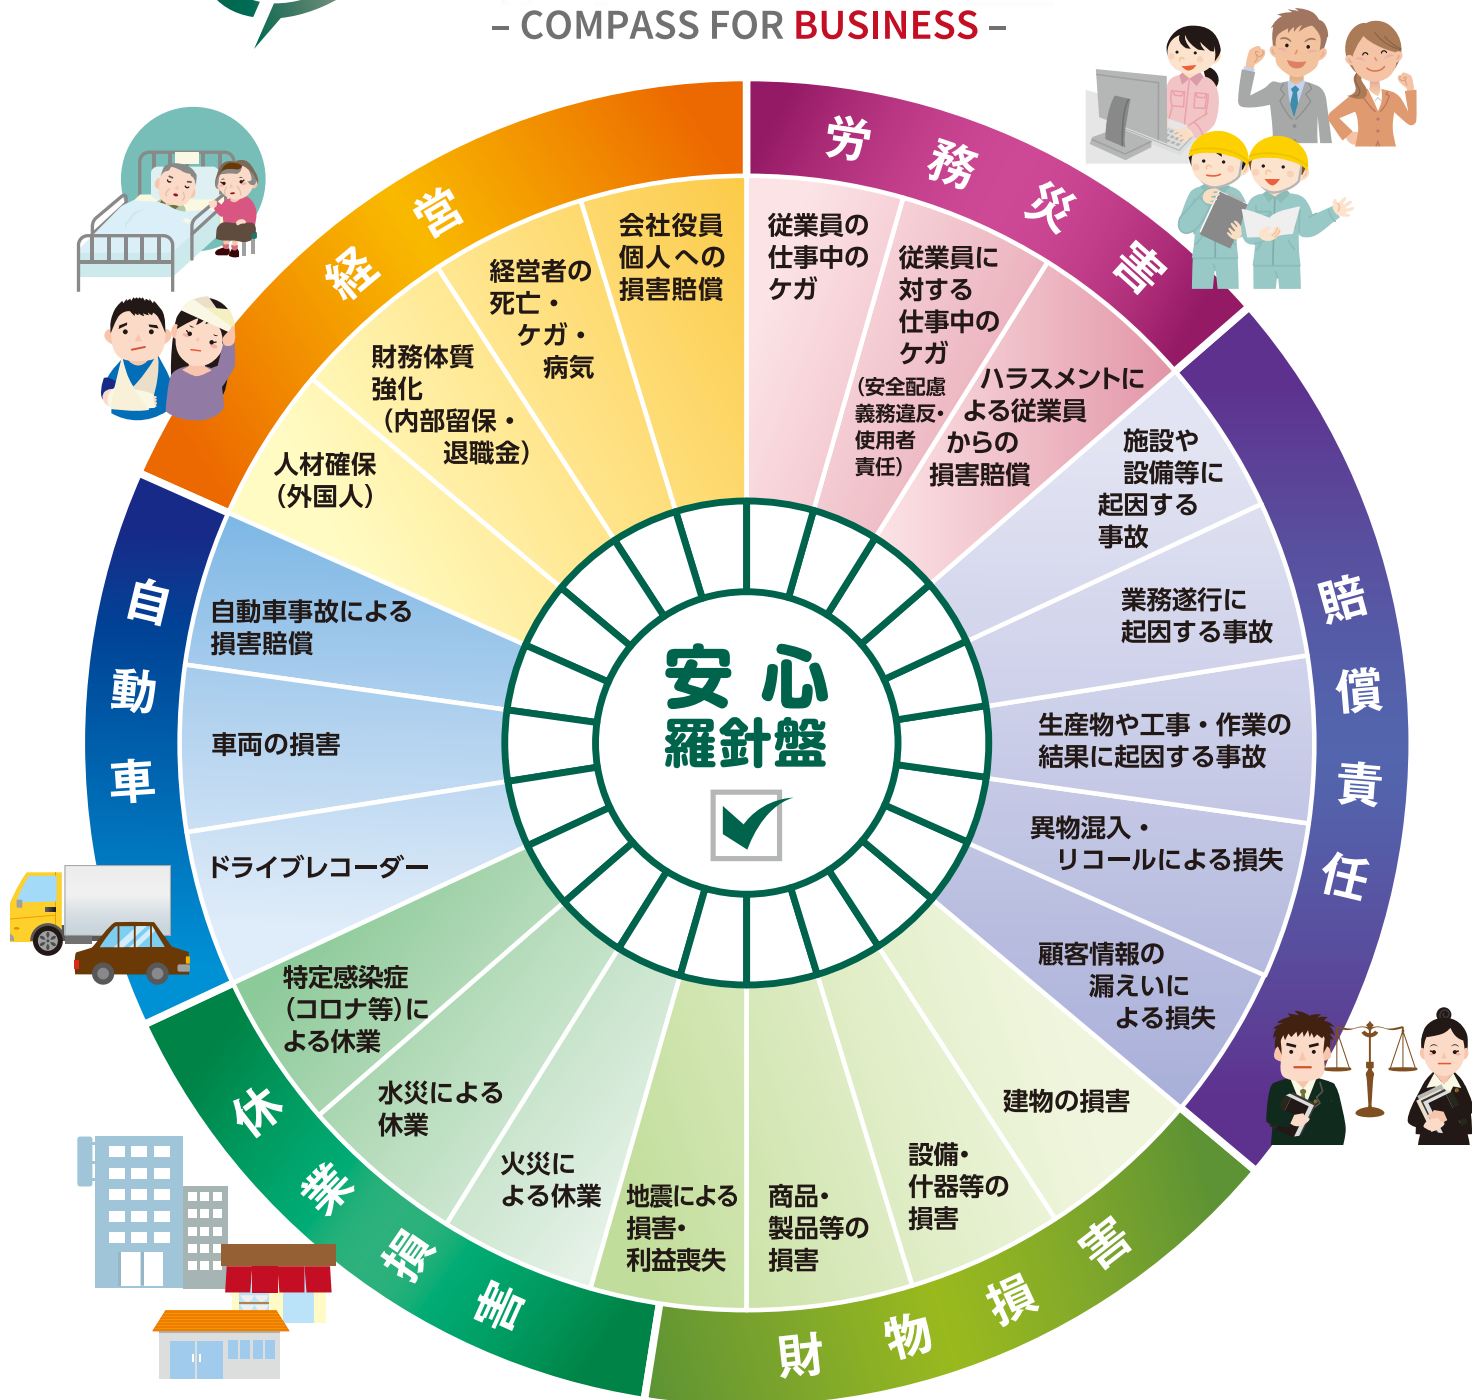 – COMPASS FOR BUSINESS –
労務災害
従業員の
仕事中の
ケガ
従業員に
対する
仕事中の
ケガ
（安全配慮
義務違反・
使用者
責任）
ハラスメントに
よる従業員
からの
損害賠償
賠償責任
施設や
設備等に
起因する
事故
業務遂行に
起因する事故
生産物や工事・作業の
結果に起因する事故
異物混入・
リコールによる損失
顧客情報の
漏えいに
よる損失
財物損害
建物の損害
設備・
什器等の
損害
商品・
製品等の
損害
地震による
損害・
利益喪失
休業損害
火災に
よる休業
水災による
休業
特定感染症
（コロナ等）に
よる休業
自動車
ドライブレコーダー
車両の損害
自動車事故による
損害賠償
経営
人材確保
（外国人）
財務体質
強化
（内部留保・
退職金）
経営者の
死亡・
ケガ・
病気
会社役員
個人への
損害賠償
安心
羅針盤